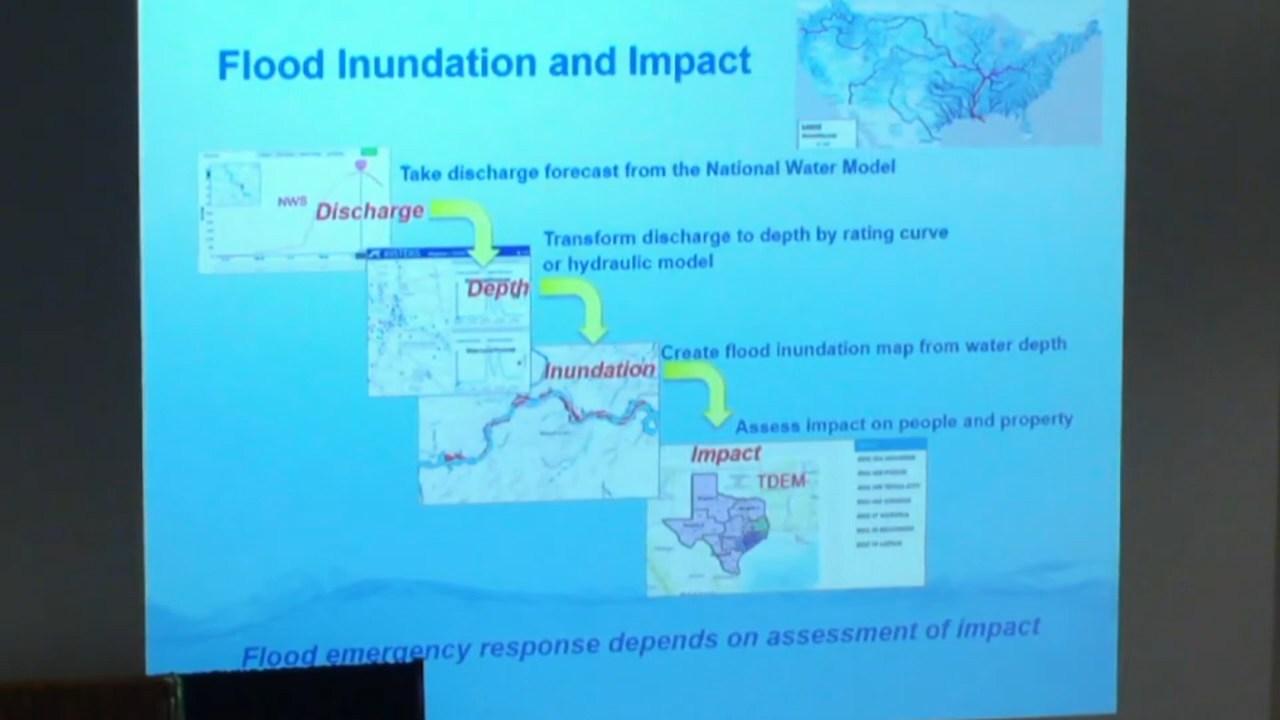 Flood Inundation and Impact
Take discharge forecast from the National Water Model
NWS
Discharge
Transform discharge to depth by rating curve
or hydraulic model
Depth
Create flood inundation map from water depth
Inundation
Assess impact on people and property
Impact
TDEM
Flood emergency response depends on assessment of impact